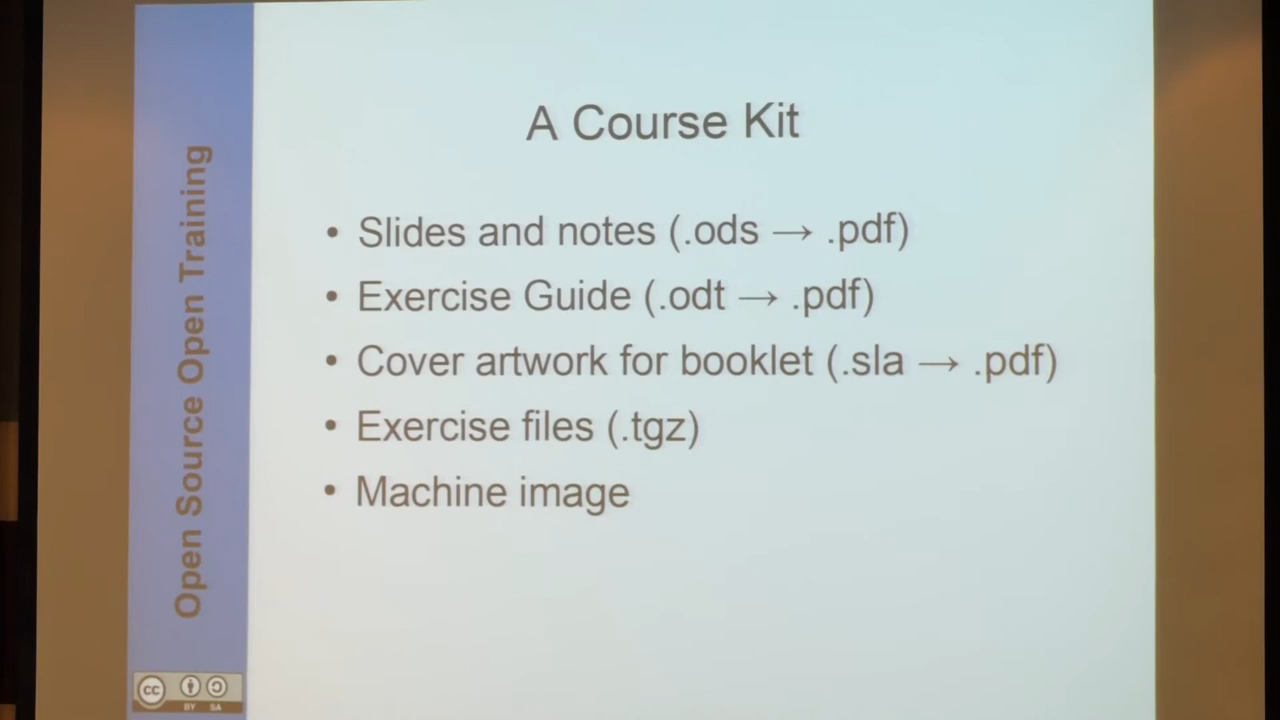 A Course Kit
• Slides and notes (.ods → .pdf)
• Exercise Guide (.odt → .pdf)
• Cover artwork for booklet (.sla → .pdf)
• Exercise files (.tgz)
• Machine image
Open Source Open Training
cc
BY SA